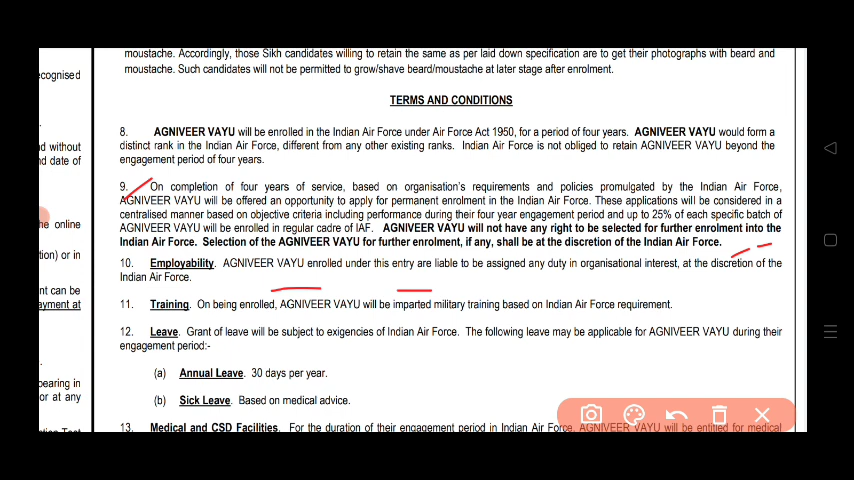 moustache. Accordingly, those Sikh candidates willing to retain the same as per laid down specification are to get their photographs with beard and
moustache. Such candidates will not be permitted to grow/shave beard/moustache at later stage after enrolment.
TERMS AND CONDITIONS
8. AGNIVEER VAYU will be enrolled in the Indian Air Force under Air Force Act 1950, for a period of four years. AGNIVEER VAYU would form a
distinct rank in the Indian Air Force, different from any other existing ranks. Indian Air Force is not obliged to retain AGNIVEER VAYU beyond the
engagement period of four years.
9. On completion of four years of service, based on organisation's requirements and policies promulgated by the Indian Air Force,
AGNIVEER VAYU will be offered an opportunity to apply for permanent enrolment in the Indian Air Force. These applications will be considered in a
centralised manner based on objective criteria including performance during their four year engagement period and up to 25% of each specific batch of
AGNIVEER VAYU will be enrolled in regular cadre of IAF. AGNIVEER VAYU will not have any right to be selected for further enrolment into the
Indian Air Force. Selection of the AGNIVEER VAYU for further enrolment, if any, shall be at the discretion of the Indian Air Force.
10. Employability. AGNIVEER VAYU enrolled under this entry are liable to be assigned any duty in organisational interest, at the discretion of the
Indian Air Force.
11. Training. On being enrolled, AGNIVEER VAYU will be imparted military training based on Indian Air Force requirement.
12. Leave. Grant of leave will be subject to exigencies of Indian Air Force. The following leave may be applicable for AGNIVEER VAYU during their
engagement period:-
(a) Annual Leave. 30 days per year.
(b) Sick Leave. Based on medical advice.
13. Medical and CSD Facilities. For the duration of their engagement period in Indian Air Force, AGNIVEER VAYU will be entitled for medical
ecognised
d without
nd date of
he online
tion) or in
nt can be
ayment at
bearing in
or at any